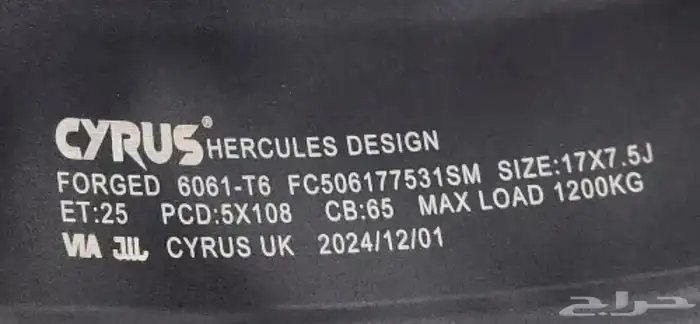 CYRUS® HERCULES DESIGN
FORGED 6061-T6 FC506177531SM SIZE:17X7.5J
ET:25 PCD:5X108 CB:65 MAX LOAD 1200KG
VIA JWL CYRUS UK 2024/12/01
حراج